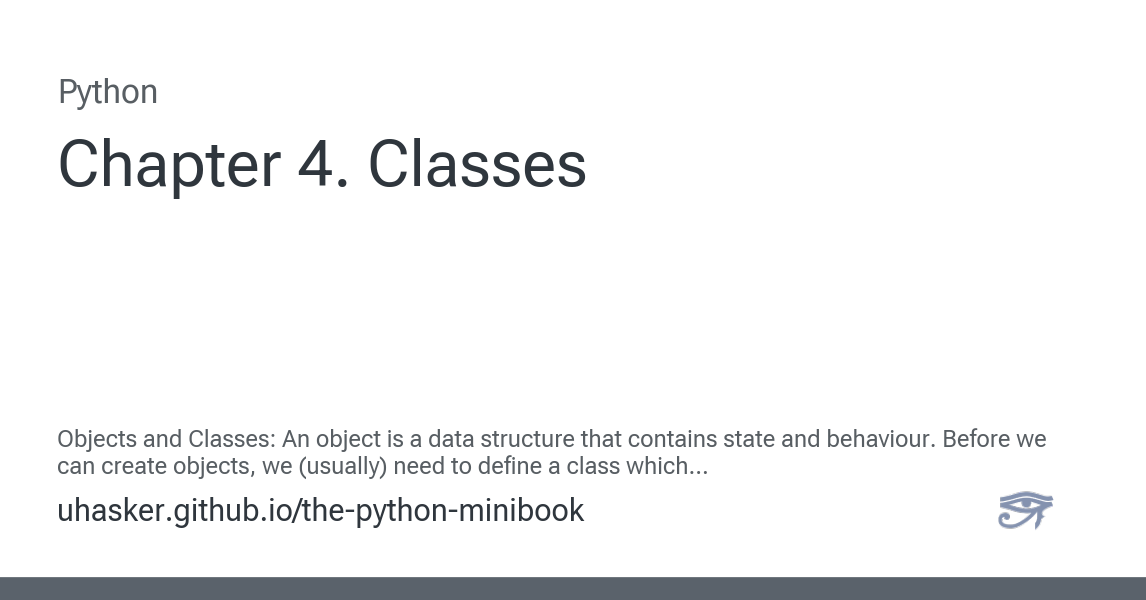 Python
Chapter 4. Classes
Objects and Classes: An object is a data structure that contains state and behaviour. Before we
can create objects, we (usually) need to define a class which...
uhasker.github.io/the-python-minibook